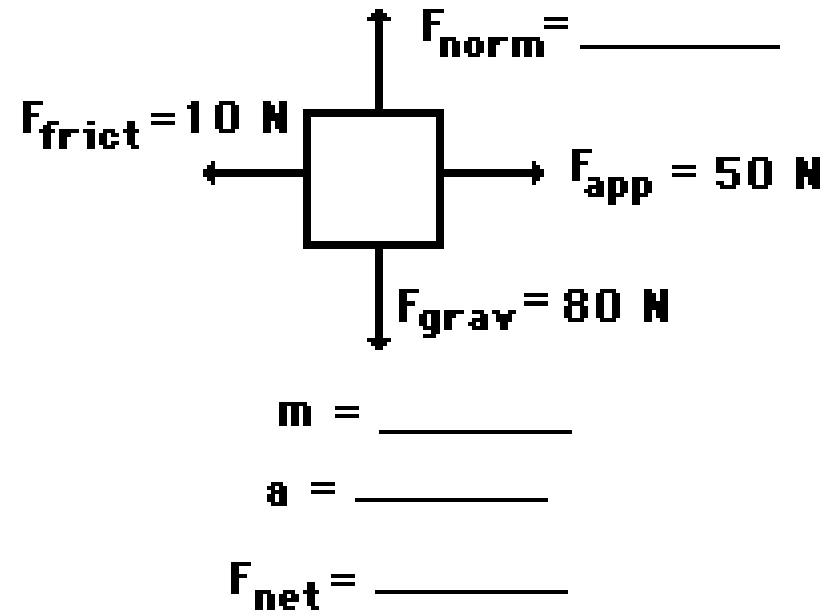 Fnorm= ________
Ffrict=10 N
Fapp = 50 N
Fgrav= 80 N
m = ________
a = ________
Fnet= ________